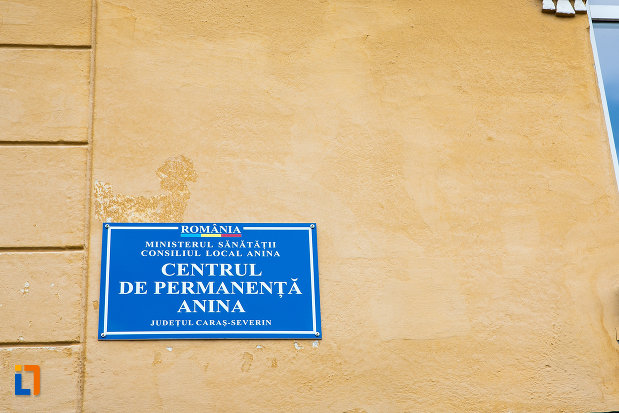 ROMÂNIA
MINISTERUL SĂNĂTĂȚII
CONSILIUL LOCAL ANINA
CENTRUL
DE PERMANENȚĂ
ANINA
JUDEȚUL CARAȘ-SEVERIN